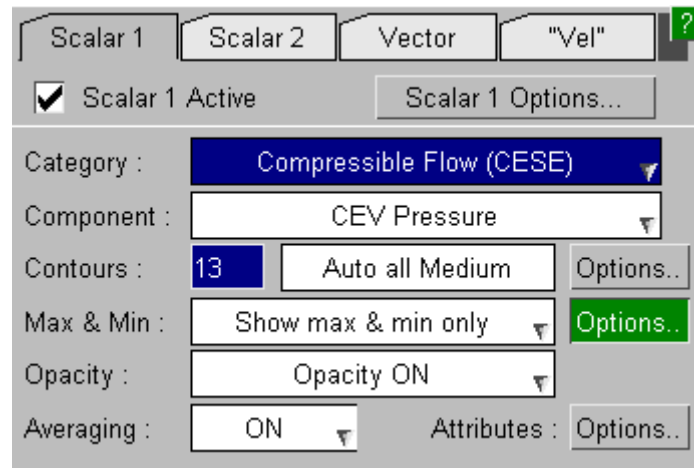 Scalar 1 Scalar 2 Vector "Vel" ?
Scalar 1 Active Scalar 1 Options...
Category : Compressible Flow (CESE)
Component : CEV Pressure
Contours : 13 Auto all Medium Options..
Max & Min : Show max & min only Options..
Opacity : Opacity ON
Averaging : ON Attributes : Options..